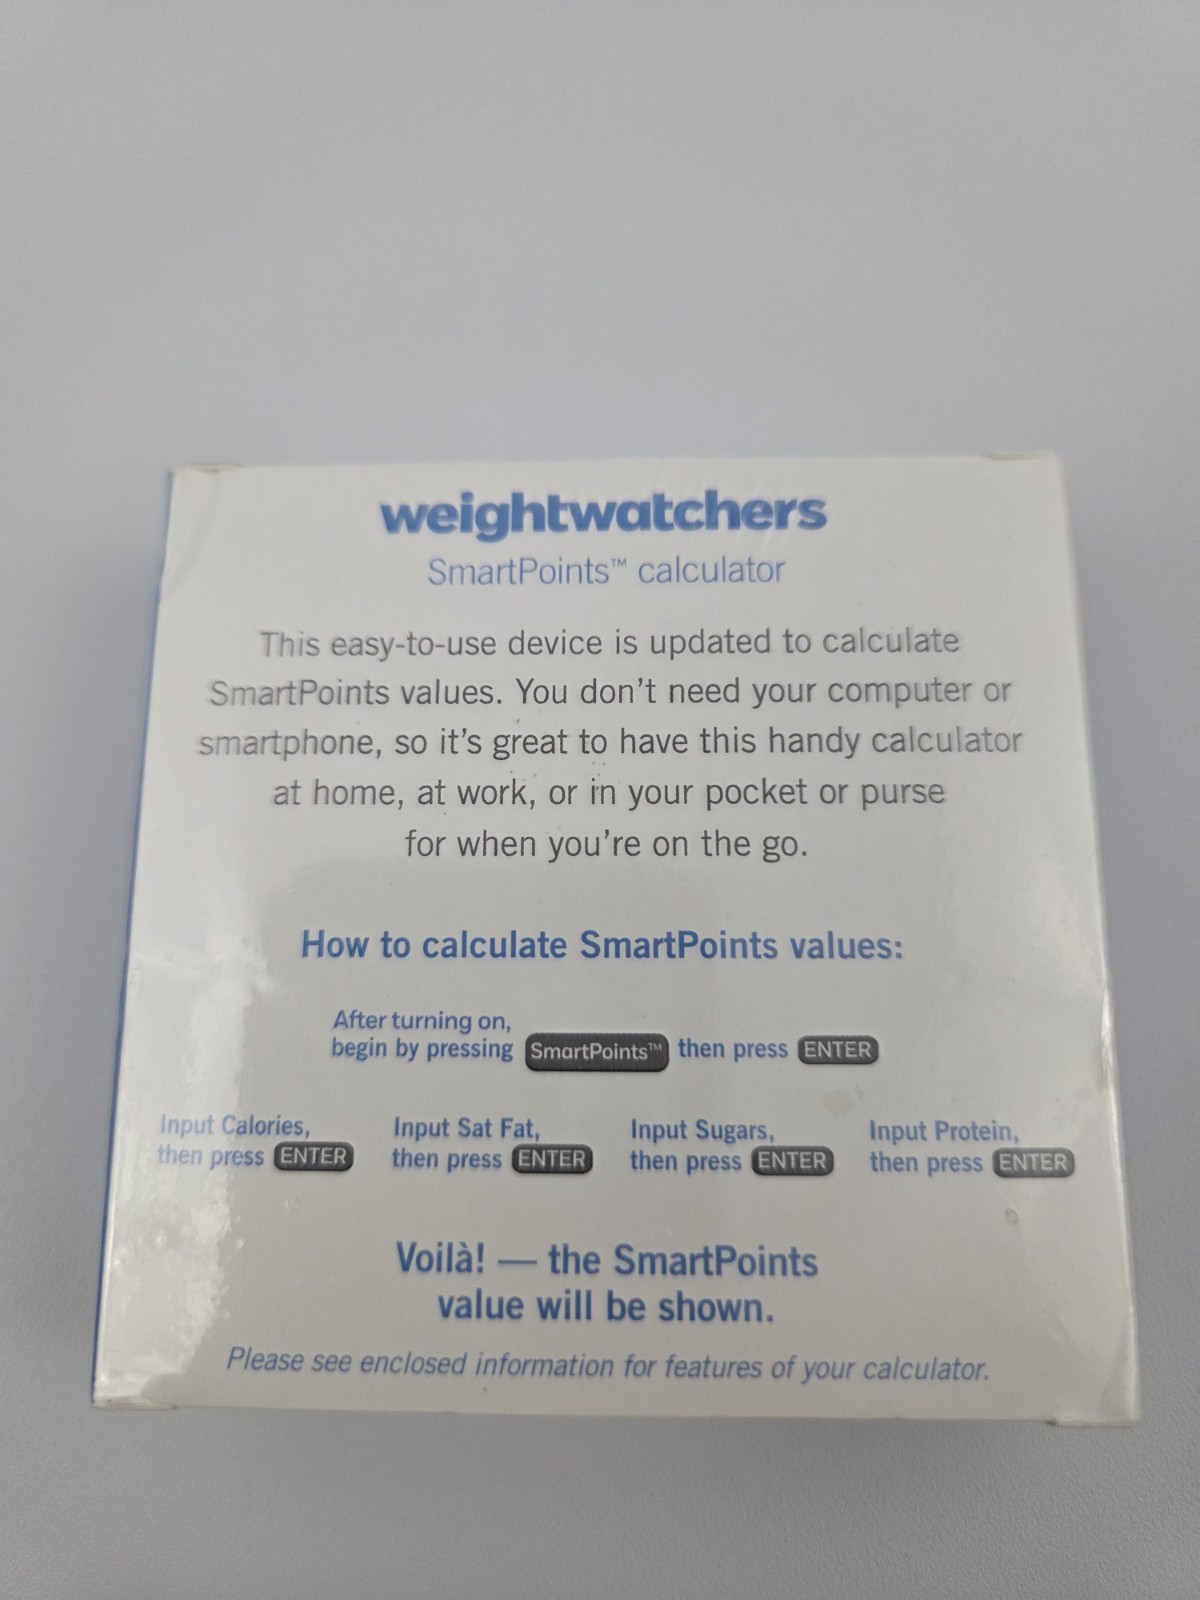 weightwatchers
SmartPoints™ calculator
This easy-to-use device is updated to calculate
SmartPoints values. You don't need your computer or
smartphone, so it's great to have this handy calculator
at home, at work, or in your pocket or purse
for when you're on the go.
How to calculate SmartPoints values:
After turning on,
begin by pressing SmartPoints™ then press ENTER
Input Calories,
then press ENTER
Input Sat Fat,
then press ENTER
Input Sugars,
then press ENTER
Input Protein,
then press ENTER
Voilà! — the SmartPoints
value will be shown.
Please see enclosed information for features of your calculator.